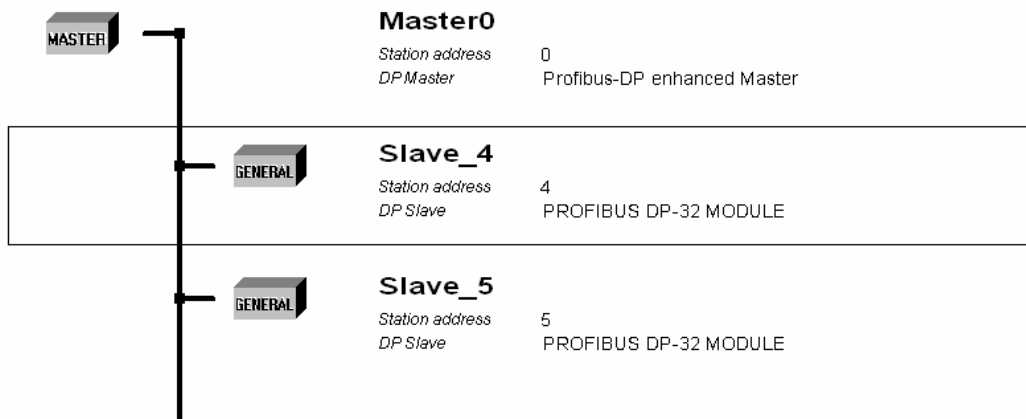 MASTER
Master0
Station address 0
DP Master Profibus-DP enhanced Master
GENERAL
Slave_4
Station address 4
DP Slave PROFIBUS DP-32 MODULE
GENERAL
Slave_5
Station address 5
DP Slave PROFIBUS DP-32 MODULE